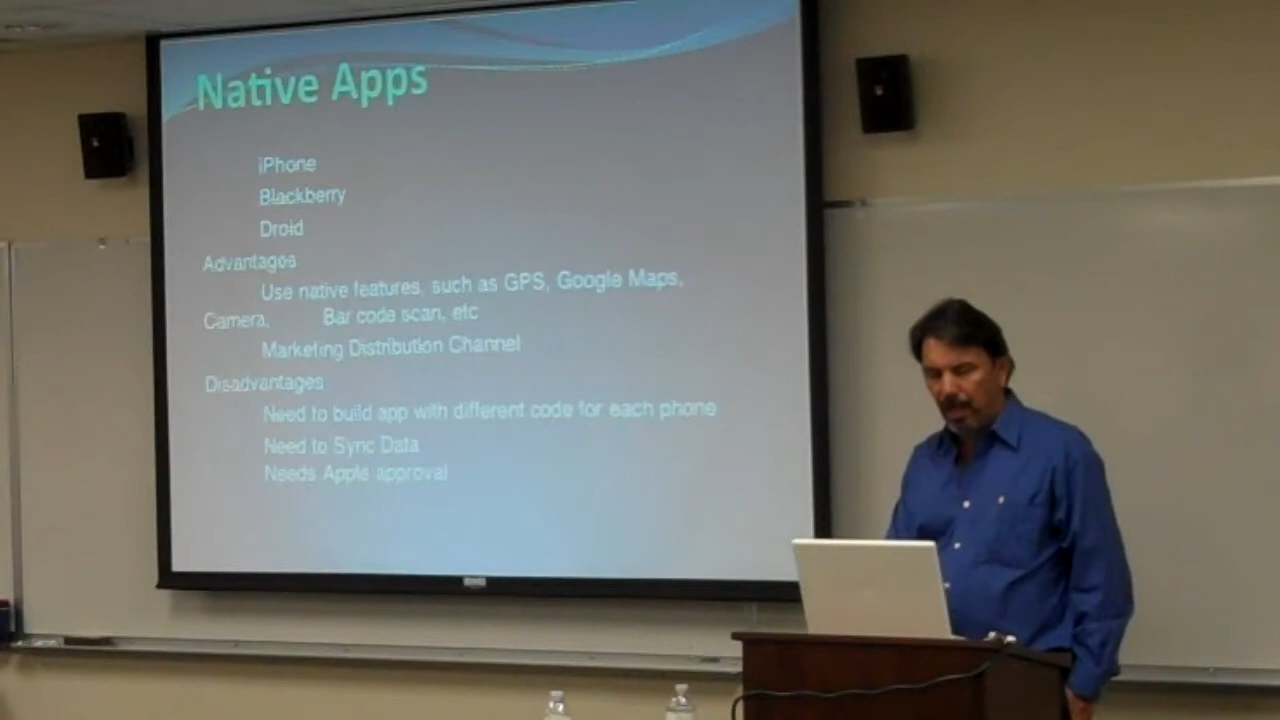 Native Apps
iPhone
Blackberry
Droid
Advantages
Use native features, such as GPS, Google Maps,
Camera, Bar code scan, etc
Marketing Distribution Channel
Disadvantages
Need to build app with different code for each phone
Need to Sync Data
Needs Apple approval